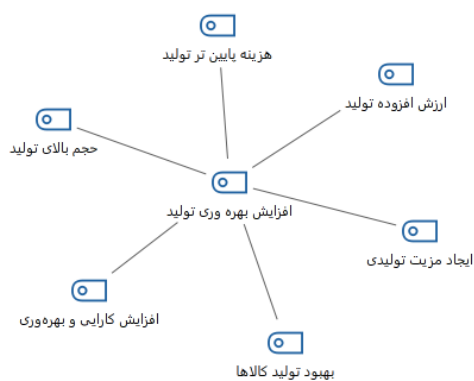 هزینه پایین تر تولید
ارزش افزوده تولید
حجم بالای تولید
افزایش بهره وری تولید
ایجاد مزیت تولیدی
افزایش کارایی و بهره‌وری
بهبود تولید کالاها